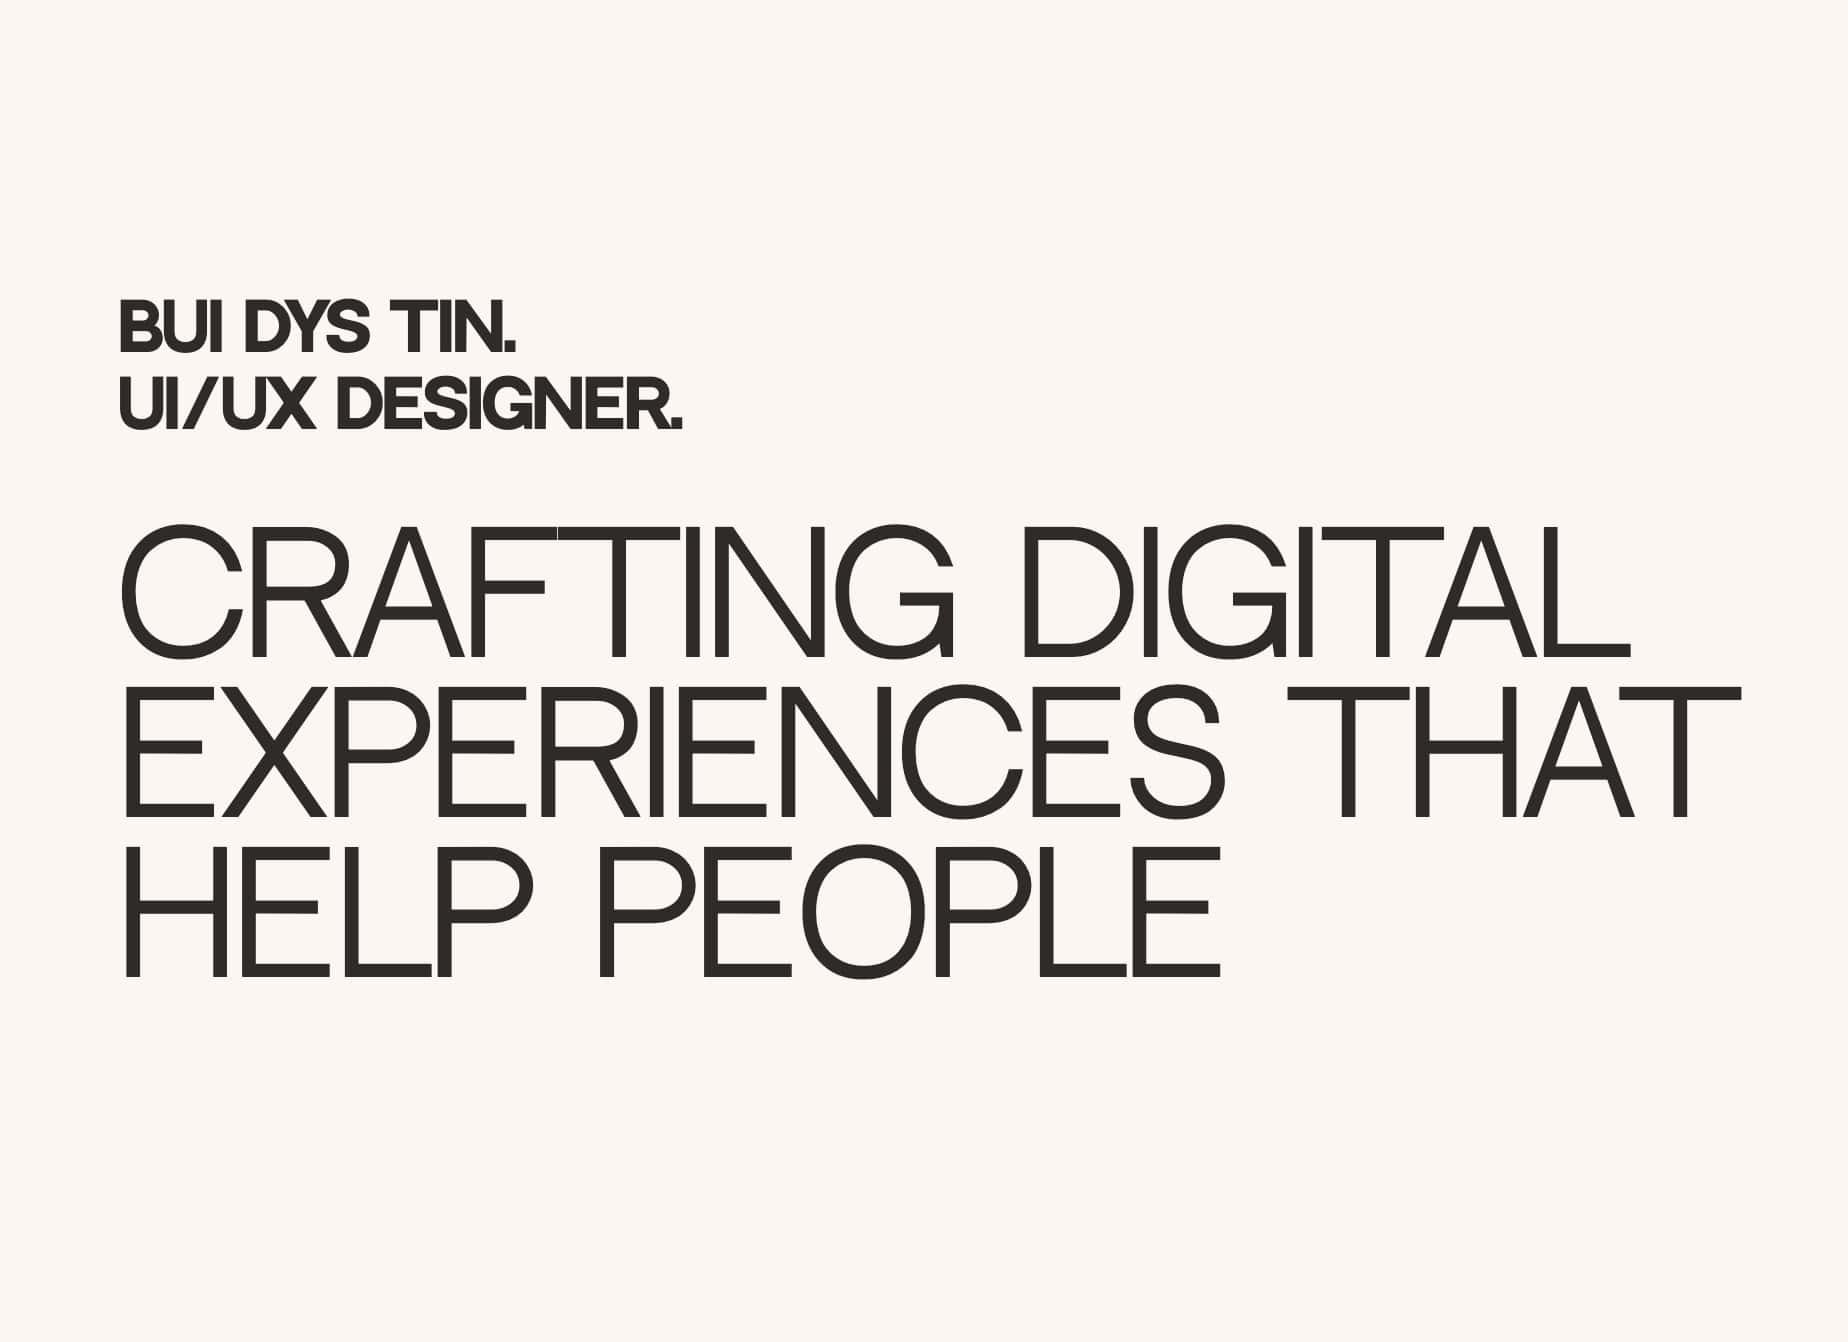 BUI DYS TIN.
UI/UX DESIGNER.
CRAFTING DIGITAL
EXPERIENCES THAT
HELP PEOPLE